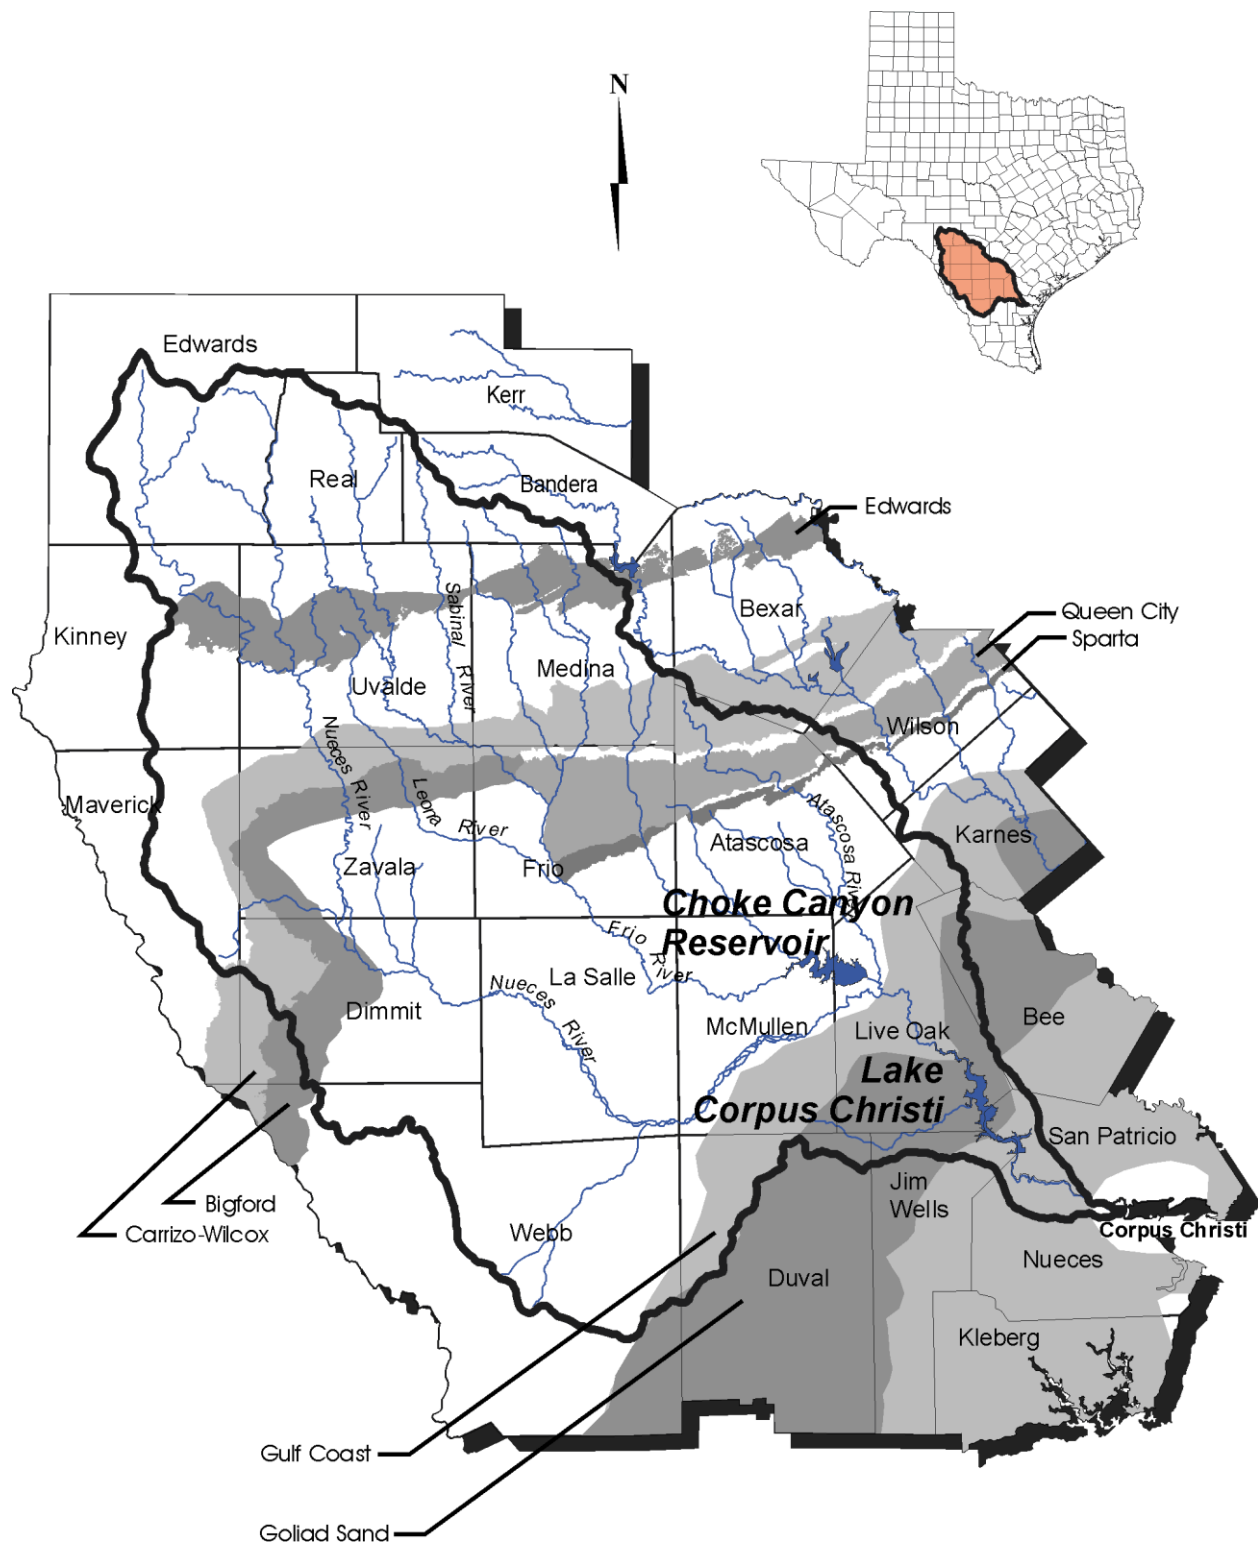 N
Edwards
Kerr
Real
Bandera
Edwards
Sabinal River
Bexar
Queen City
Kinney
Sparta
Medina
Uvalde
Nueces River
Wilson
Maverick
Leona River
Atascosa River
Karnes
Atascosa
Zavala
Frio
Choke Canyon
Reservoir
Frio River
La Salle
Nueces River
Dimmit
McMullen
Live Oak
Bee
Lake
Corpus Christi
San Patricio
Jim
Wells
Bigford
Carrizo-Wilcox
Webb
Corpus Christi
Nueces
Duval
Kleberg
Gulf Coast
Goliad Sand